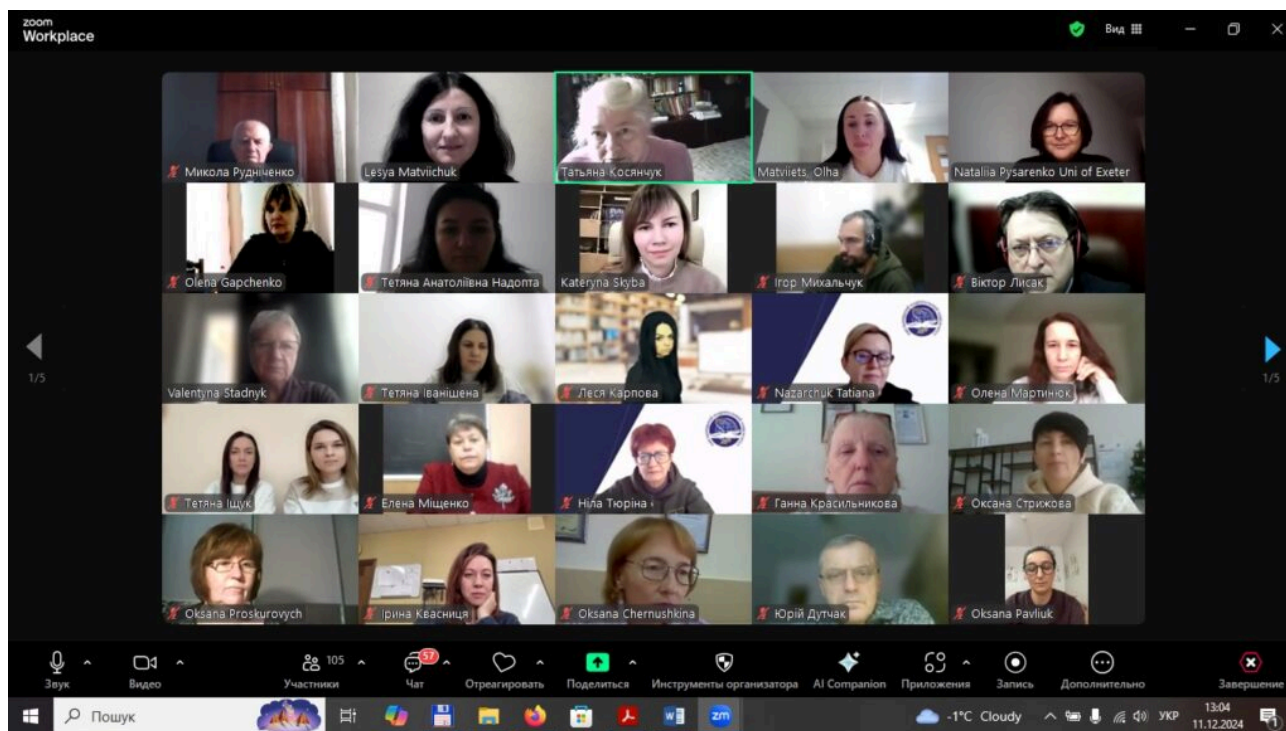 zoom
Workplace
Вид
Микола Рудніченко
Lesya Matviichuk
Татьяна Косянчук
Matviiets, Olha
Nataliia Pysarenko Uni of Exeter
Olena Gapchenko
Тетяна Анатоліївна Надопта
Kateryna Skyba
Ігор Михальчук
Віктор Лисак
Valentyna Stadnyk
Тетяна Іванішена
Леся Карпова
Nazarchuk Tatiana
Олена Мартинюк
1/5
1/5
Тетяна Іщук
Елена Міщенко
Ніла Тюріна
Ганна Красильникова
Оксана Стрижова
Oksana Proskurovych
Ірина Квасниця
Oksana Chernushkina
Юрій Дутчак
Oksana Pavliuk
105
57
Звук
Видео
Участники
Чат
Отреагировать
Поделиться
Инструменты организатора
AI Companion
Приложения
Запись
Дополнительно
Завершение
Пошук
zm
-1°C Cloudy
УКР
13:04
11.12.2024
1